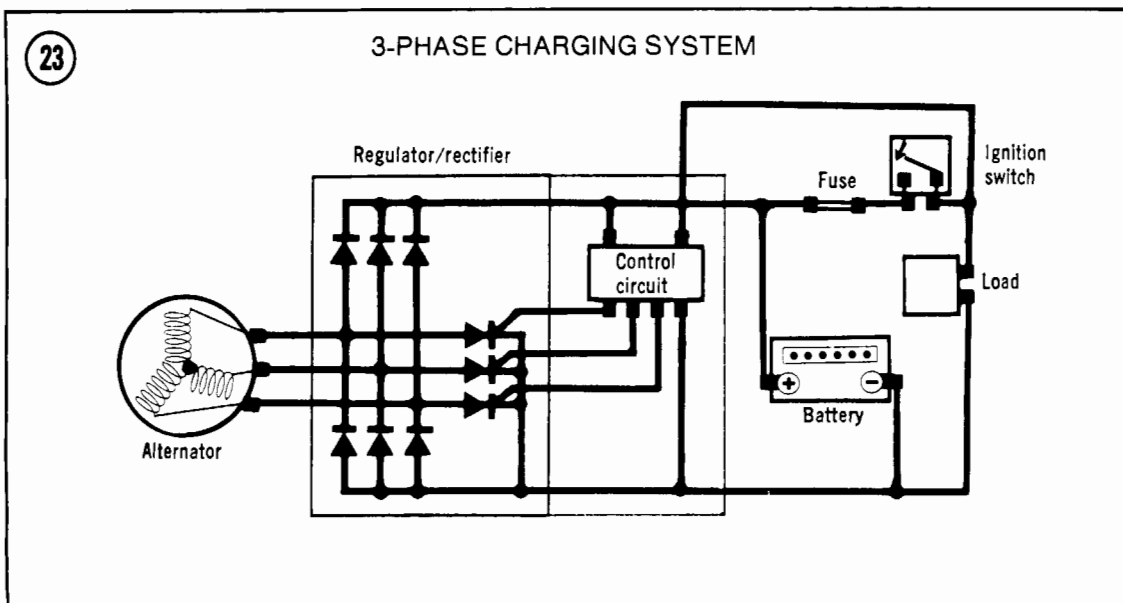 23
3-PHASE CHARGING SYSTEM
Regulator/rectifier
Ignition
switch
Fuse
Control
circuit
Load
+
−
Battery
Alternator